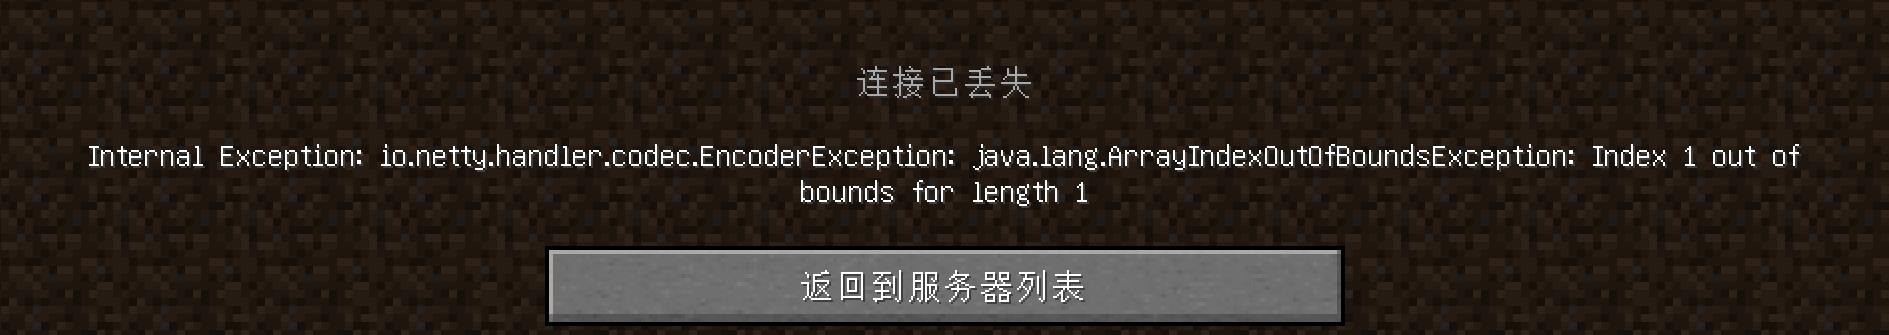 连接已丢失
Internal Exception: io.netty.handler.codec.EncoderException: java.lang.ArrayIndexOutOfBoundsException: Index 1 out of
bounds for length 1
返回到服务器列表